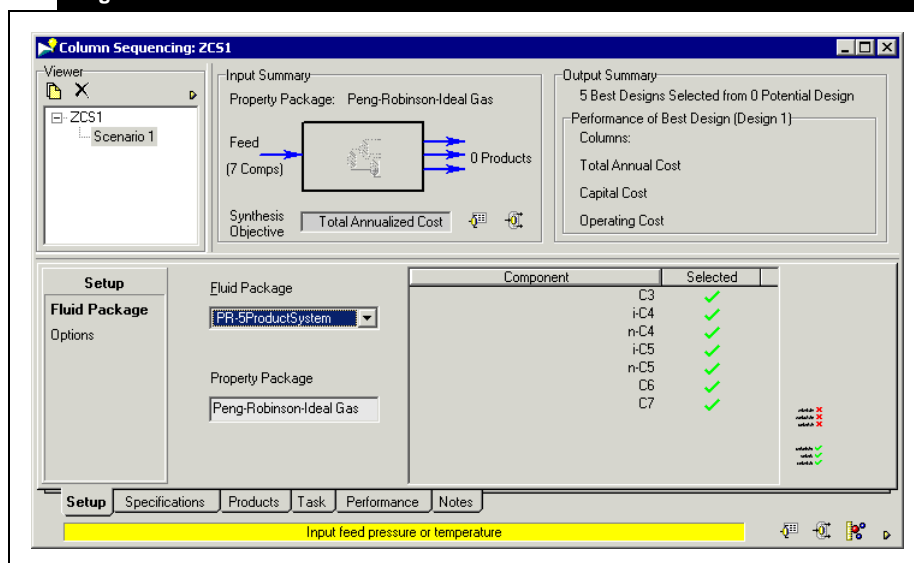 Column Sequencing: ZCS1
Viewer
ZCS1
Scenario 1
Input Summary
Property Package: Peng-Robinson-Ideal Gas
Feed
(7 Comps)
0 Products
Synthesis
Objective
Total Annualized Cost
Output Summary
5 Best Designs Selected from 0 Potential Design
Performance of Best Design (Design 1)
Columns:
Total Annual Cost
Capital Cost
Operating Cost
Setup
Fluid Package
Options
Fluid Package
PR-5ProductSystem
Property Package
Peng-Robinson-Ideal Gas
Component Selected
C3
i-C4
n-C4
i-C5
n-C5
C6
C7
Setup Specifications Products Task Performance Notes
Input feed pressure or temperature